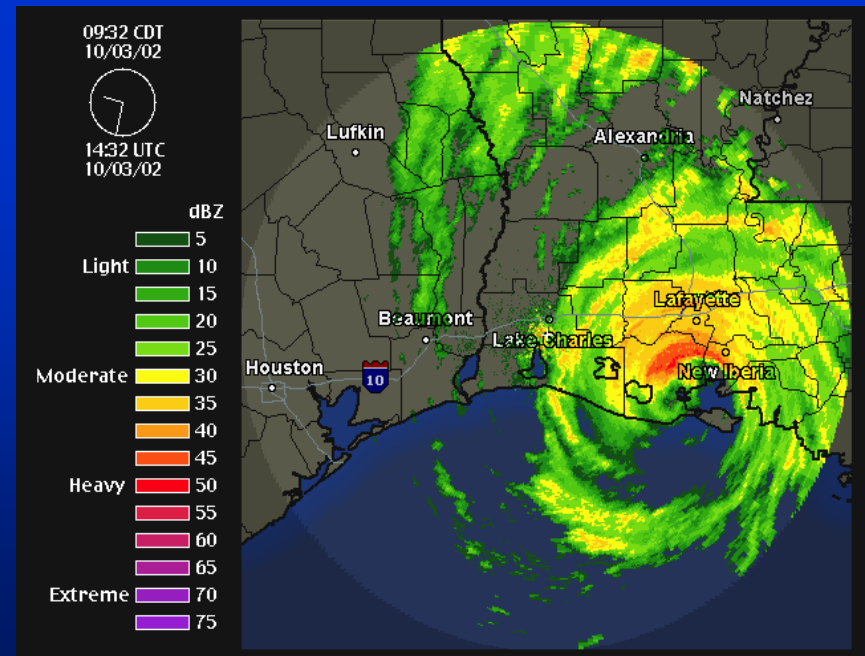 09:32 CDT
10/03/02
14:32 UTC
10/03/02
dBZ
5
Light 10
15
20
25
Moderate 30
35
40
45
Heavy 50
55
60
65
Extreme 70
75
Natchez
Lufkin
Alexandria
Lafayette
Beaumont
Lake Charles
Houston
10
New Iberia